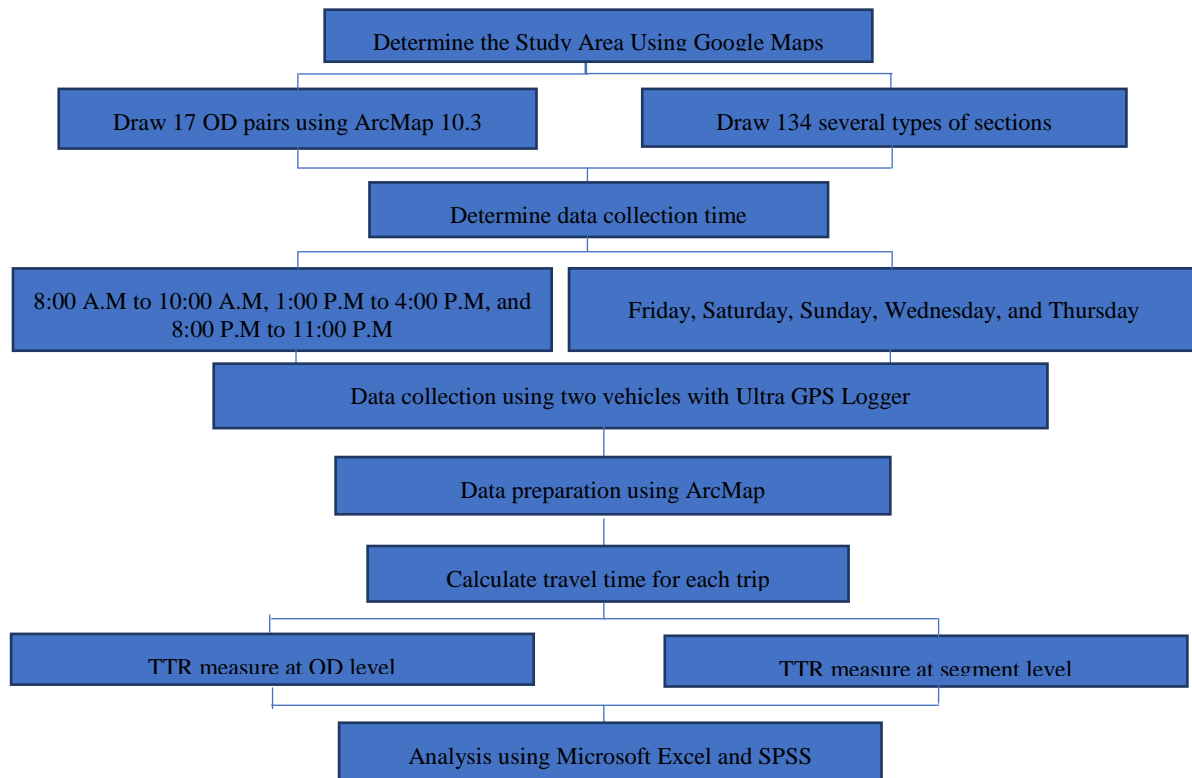 Determine the Study Area Using Google Maps
Draw 17 OD pairs using ArcMap 10.3
Draw 134 several types of sections
Determine data collection time
8:00 A.M to 10:00 A.M, 1:00 P.M to 4:00 P.M, and
8:00 P.M to 11:00 P.M
Friday, Saturday, Sunday, Wednesday, and Thursday
Data collection using two vehicles with Ultra GPS Logger
Data preparation using ArcMap
Calculate travel time for each trip
TTR measure at OD level
TTR measure at segment level
Analysis using Microsoft Excel and SPSS